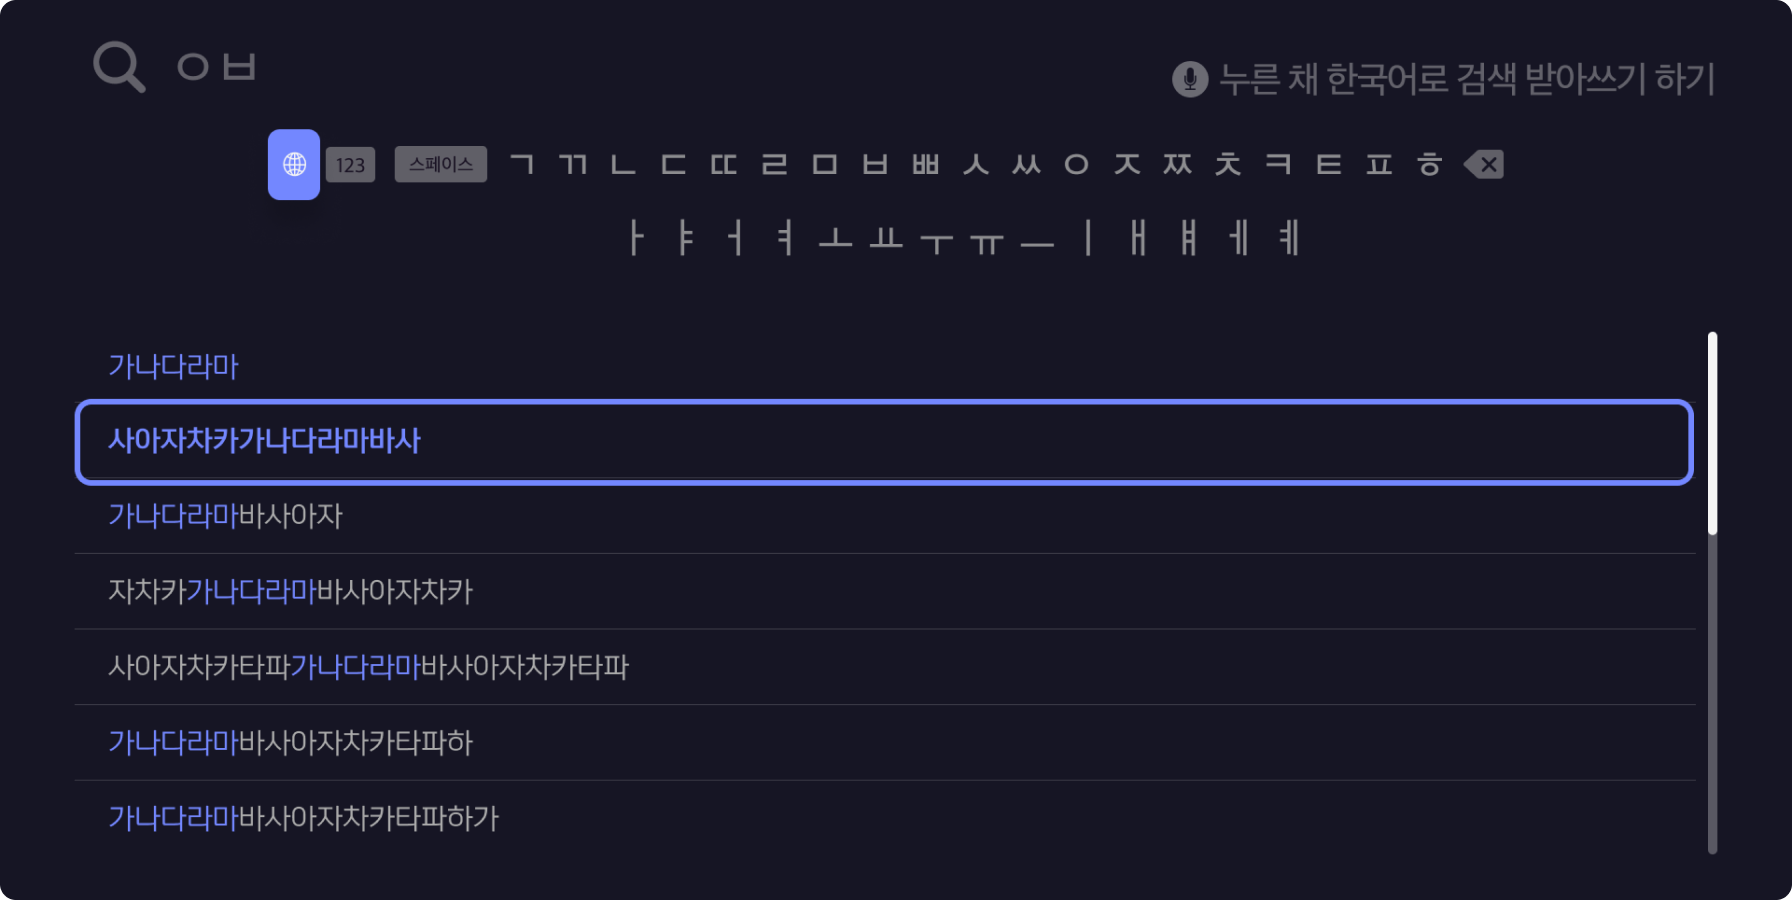 ㅇㅂ
누른 채 한국어로 검색 받아쓰기 하기
123 스페이스 ㄱ ㄲ ㄴ ㄷ ㄸ ㄹ ㅁ ㅂ ㅃ ㅅ ㅆ ㅇ ㅈ ㅉ ㅊ ㅋ ㅌ ㅍ ㅎ
ㅏ ㅑ ㅓ ㅕ ㅗ ㅛ ㅜ ㅠ ㅡ ㅣ ㅐ ㅒ ㅔ ㅖ
가나다라마
사아자차카가나다라마바사
가나다라마바사아자
자차카가나다라마바사아자차카
사아자차카타파가나다라마바사아자차카타파
가나다라마바사아자차카타파하
가나다라마바사아자차카타파하가